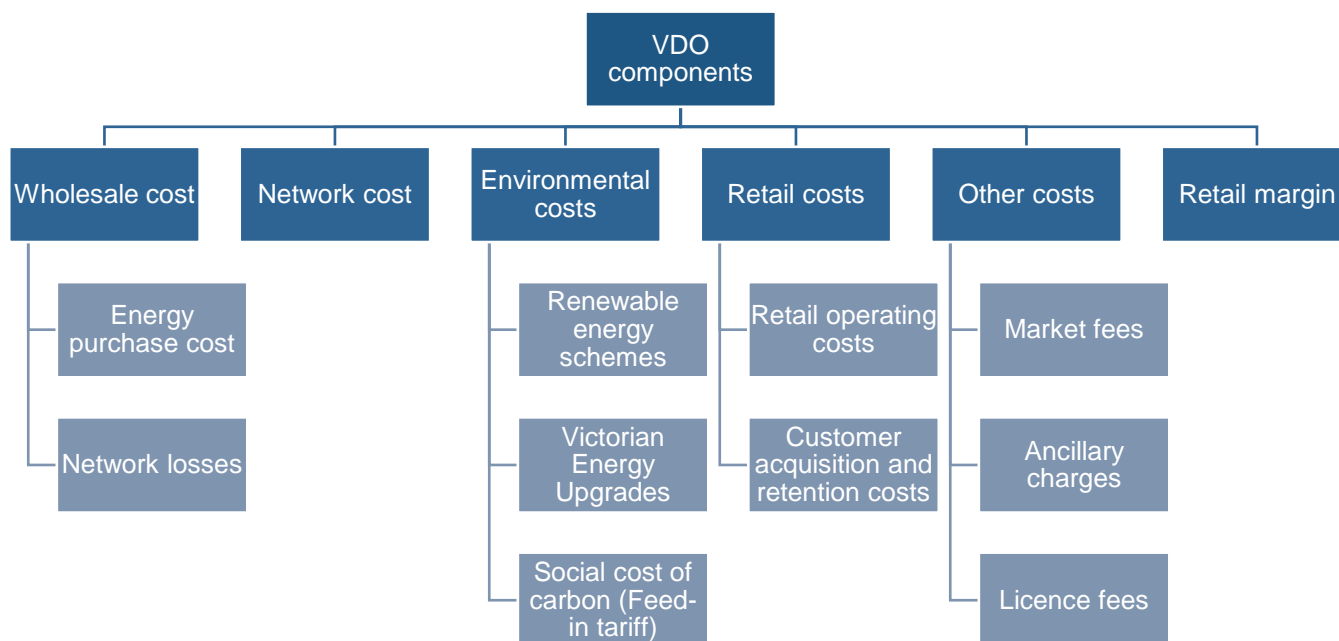 VDO
components
Wholesale cost
Network cost
Environmental
costs
Retail costs
Other costs
Retail margin
Energy
purchase cost
Network losses
Renewable
energy
schemes
Victorian
Energy
Upgrades
Social cost of
carbon (Feed-
in tariff)
Retail operating
costs
Customer
acquisition and
retention costs
Market fees
Ancillary
charges
Licence fees